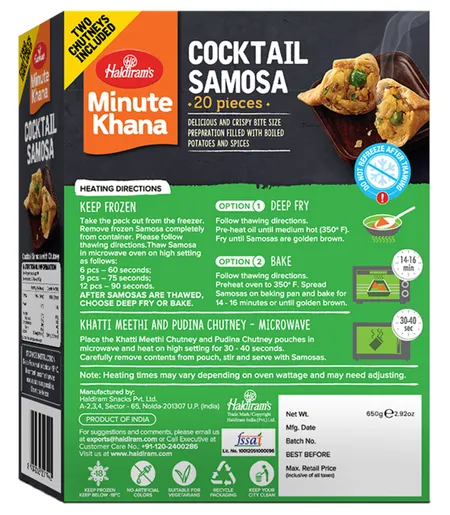 TWO
CHUTNEYS
INCLUDED
Haldiram's
Minute
Khana
COCKTAIL
SAMOSA
COCKTAIL
SAMOSA
• 20 pieces •
DELICIOUS AND CRISPY BITE SIZE
PREPARATION FILLED WITH BOILED
POTATOES AND SPICES
DO NOT REFREEZE AFTER THAWING
HEATING DIRECTIONS
KEEP FROZEN
Take the pack out from the freezer.
Remove frozen Samosa completely
from container. Please follow
thawing directions.Thaw Samosa
in microwave oven on high setting
as follows:
6 pcs – 60 seconds;
9 pcs – 75 seconds;
12 pcs – 90 seconds.
AFTER SAMOSAS ARE THAWED,
CHOOSE DEEP FRY OR BAKE.
OPTION 1 DEEP FRY
Follow thawing directions.
Pre-heat oil until medium hot (350° F).
Fry until Samosas are golden brown.
OPTION 2 BAKE
Follow thawing directions.
Preheat oven to 350° F. Spread
Samosas on baking pan and bake for
14 - 16 minutes or until golden brown.
14-16
min
KHATTI MEETHI AND PUDINA CHUTNEY – MICROWAVE
Place the Khatti Meethi Chutney and Pudina Chutney pouches in
microwave and heat on high setting for 30 - 40 seconds.
Carefully remove contents from pouch, stir and serve with Samosas.
30-40
sec
Note: Heating times may vary depending on oven wattage and may need adjusting.
Manufactured by:
Haldiram Snacks Pvt. Ltd.
A-2,3,4, Sector - 65, Noida-201307 U.P. (India)
PRODUCT OF INDIA
For suggestions and comments, please email us
at exports@haldiram.com or Call Executive at
Customer Care No.. +91-120-2400286
Visit us at www.haldiram.com
Haldiram's
Trade Mark/Copyright
Haldiram India (Pvt.) Ltd.
fssai
Lic. No. 10012051000096
Net Wt. 650g e 2.92oz
Mfg. Date
Batch No.
BEST BEFORE
Max. Retail Price
(Inclusive of all taxes)
-18
KEEP FROZEN
KEEP BELOW -18°C
NO ARTIFICIAL
COLORS
SUITABLE FOR
VEGETARIANS
RECYCLE
PACKAGING
KEEP YOUR
CITY CLEAN